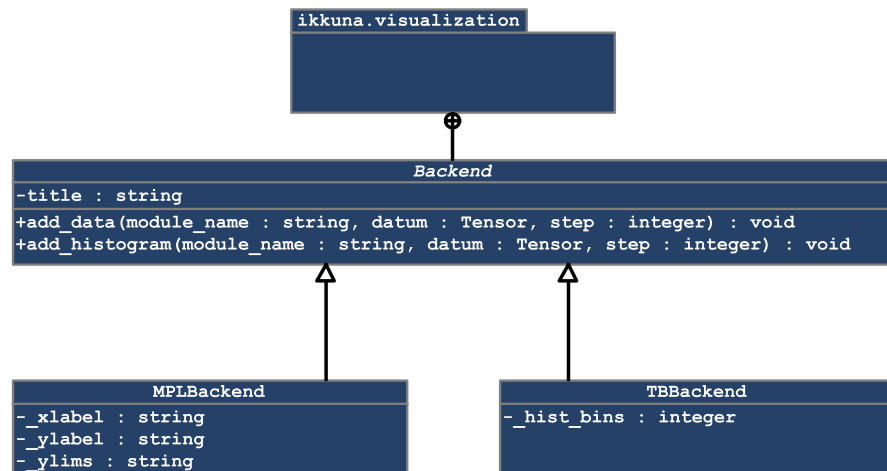 ikkuna.visualization
Backend
-title : string
+add_data(module_name : string, datum : Tensor, step : integer) : void
+add_histogram(module_name : string, datum : Tensor, step : integer) : void
MPLBackend
-_xlabel : string
-_ylabel : string
-_ylims : string
TBBackend
-_hist_bins : integer